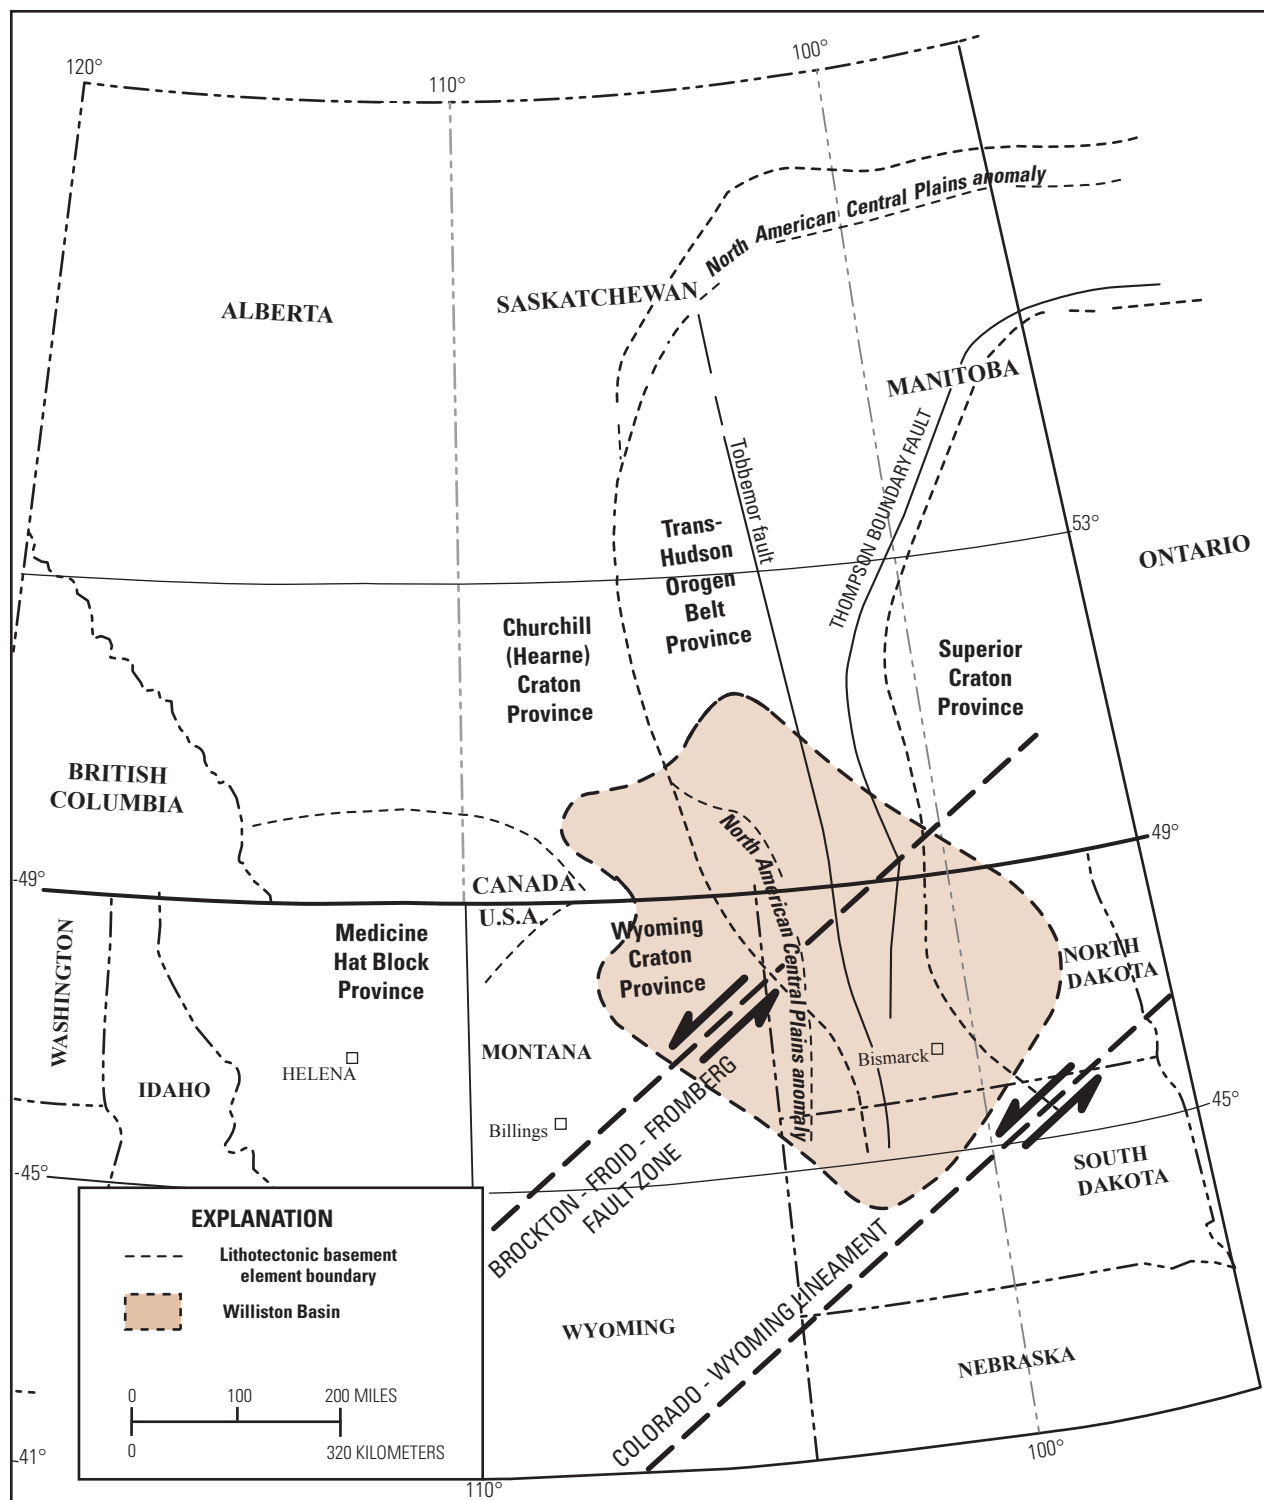 120°
110°
100°
North American Central Plains anomaly
ALBERTA
SASKATCHEWAN
MANITOBA
Tobbemor fault
THOMPSON BOUNDARY FAULT
53°
ONTARIO
Trans-
Hudson
Orogen
Belt
Province
Churchill
(Hearne)
Craton
Province
Superior
Craton
Province
BRITISH
COLUMBIA
49°
49°
CANADA
U.S.A.
North American Central Plains anomaly
WASHINGTON
Medicine
Hat Block
Province
Wyoming
Craton
Province
NORTH
DAKOTA
MONTANA
HELENA
IDAHO
Bismarck
Billings
45°
45°
BROCKTON - FROID - FROMBERG
FAULT ZONE
SOUTH
DAKOTA
COLORADO - WYOMING LINEAMENT
WYOMING
NEBRASKA
EXPLANATION
Lithotectonic basement
element boundary
Williston Basin
0 100 200 MILES
0 320 KILOMETERS
41°
110°
100°